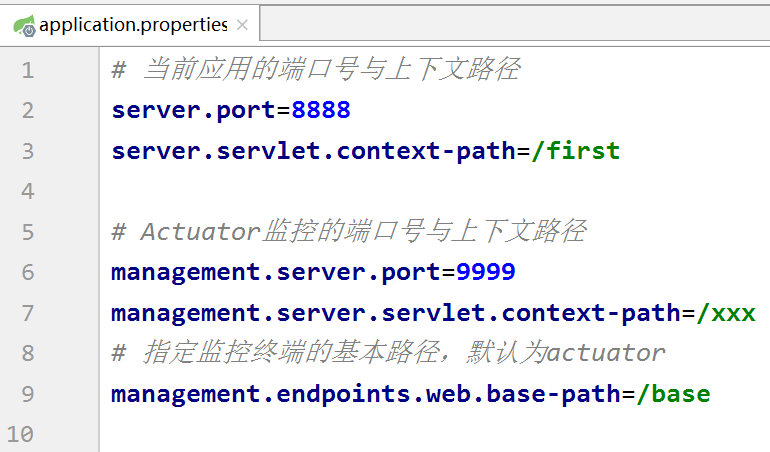 application.properties
1 # 当前应用的端口号与上下文路径
2 server.port=8888
3 server.servlet.context-path=/first
4
5 # Actuator监控的端口号与上下文路径
6 management.server.port=9999
7 management.server.servlet.context-path=/xxx
8 # 指定监控终端的基本路径，默认为actuator
9 management.endpoints.web.base-path=/base
10